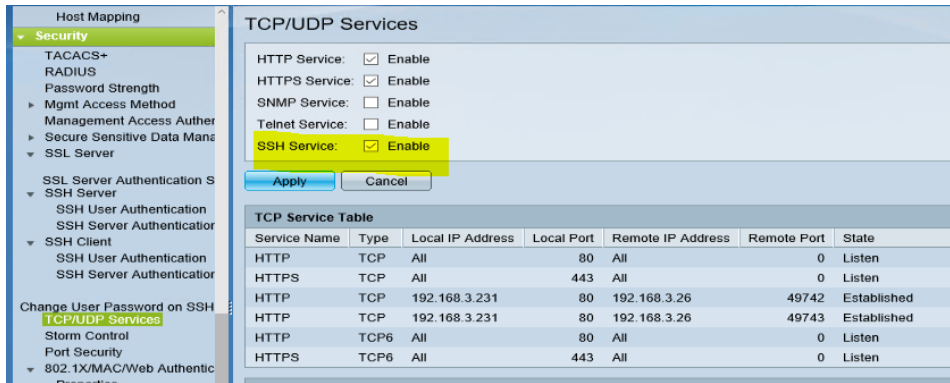 Host Mapping
Security
TACACS+
RADIUS
Password Strength
Mgmt Access Method
Management Access Auther
Secure Sensitive Data Mana
SSL Server
SSL Server Authentication S
SSH Server
SSH User Authentication
SSH Server Authentication
SSH Client
SSH User Authentication
SSH Server Authentication
Change User Password on SSH
TCP/UDP Services
Storm Control
Port Security
802.1X/MAC/Web Authentic
Properties
TCP/UDP Services
HTTP Service: Enable
HTTPS Service: Enable
SNMP Service: Enable
Telnet Service: Enable
SSH Service: Enable
Apply Cancel
TCP Service Table
Service Name Type Local IP Address Local Port Remote IP Address Remote Port State
HTTP TCP All 80 All 0 Listen
HTTPS TCP All 443 All 0 Listen
HTTP TCP 192.168.3.231 80 192.168.3.26 49742 Established
HTTP TCP 192.168.3.231 80 192.168.3.26 49743 Established
HTTP TCP6 All 80 All 0 Listen
HTTPS TCP6 All 443 All 0 Listen